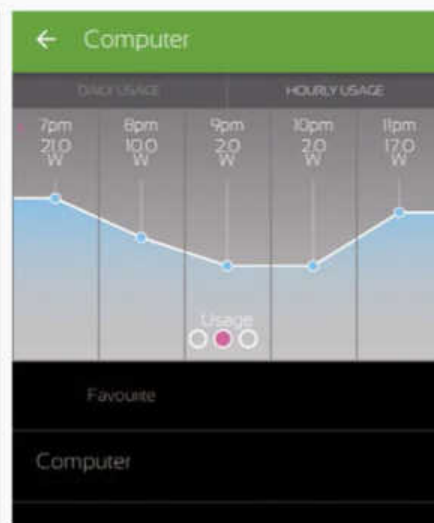 Computer
DAILY USAGE HOURLY USAGE
7pm 8pm 9pm 10pm 11pm
21.0 10.0 2.0 2.0 17.0
W W W W W
Usage
Favourite
Computer